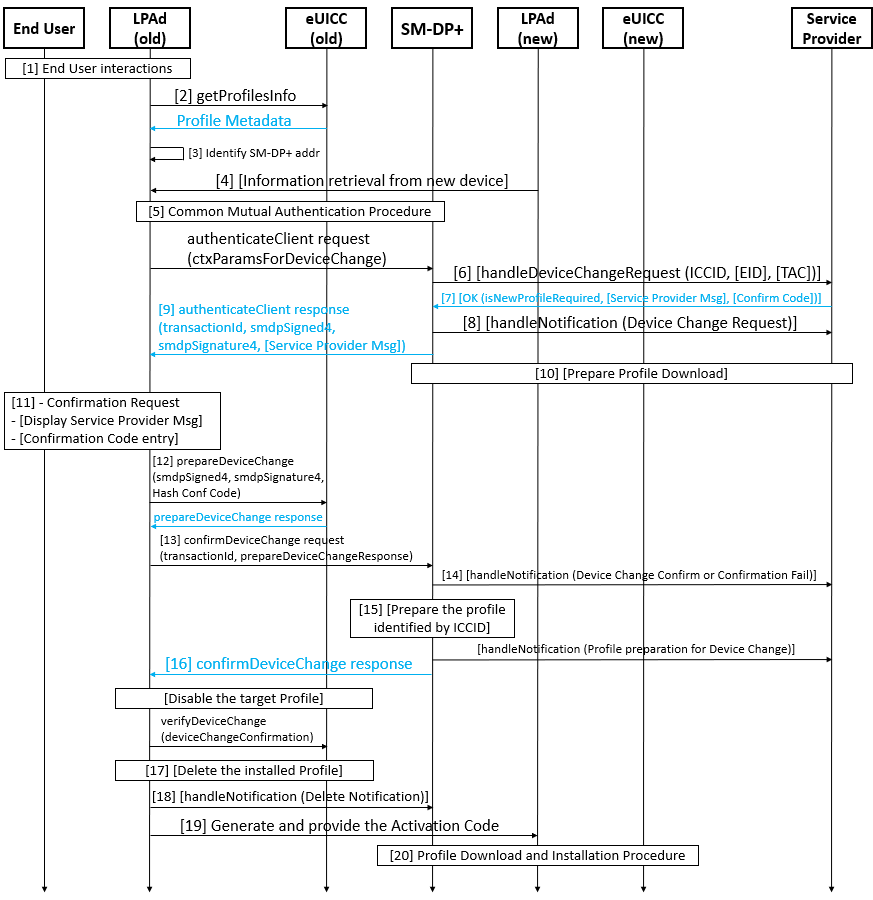 End User
LPAd
(old)
eUICC
(old)
SM-DP+
LPAd
(new)
eUICC
(new)
Service
Provider
[1] End User interactions
[2] getProfilesInfo
Profile Metadata
[3] Identify SM-DP+ addr
[4] [Information retrieval from new device]
[5] Common Mutual Authentication Procedure
authenticateClient request
(ctxParamsForDeviceChange)
[6] [handleDeviceChangeRequest (ICCID, [EID], [TAC])]
[7] [OK (isNewProfileRequired, [Service Provider Msg], [Confirm Code])]
[8] [handleNotification (Device Change Request)]
[9] authenticateClient response
(transactionId, smdpSigned4,
smdpSignature4, [Service Provider Msg])
[10] [Prepare Profile Download]
[11] - Confirmation Request
- [Display Service Provider Msg]
- [Confirmation Code entry]
[12] prepareDeviceChange
(smdpSigned4, smdpSignature4,
Hash Conf Code)
prepareDeviceChange response
[13] confirmDeviceChange request
(transactionId, prepareDeviceChangeResponse)
[14] [handleNotification (Device Change Confirm or Confirmation Fail)]
[15] [Prepare the profile
identified by ICCID]
[handleNotification (Profile preparation for Device Change)]
[16] confirmDeviceChange response
[Disable the target Profile]
verifyDeviceChange
(deviceChangeConfirmation)
[17] [Delete the installed Profile]
[18] [handleNotification (Delete Notification)]
[19] Generate and provide the Activation Code
[20] Profile Download and Installation Procedure